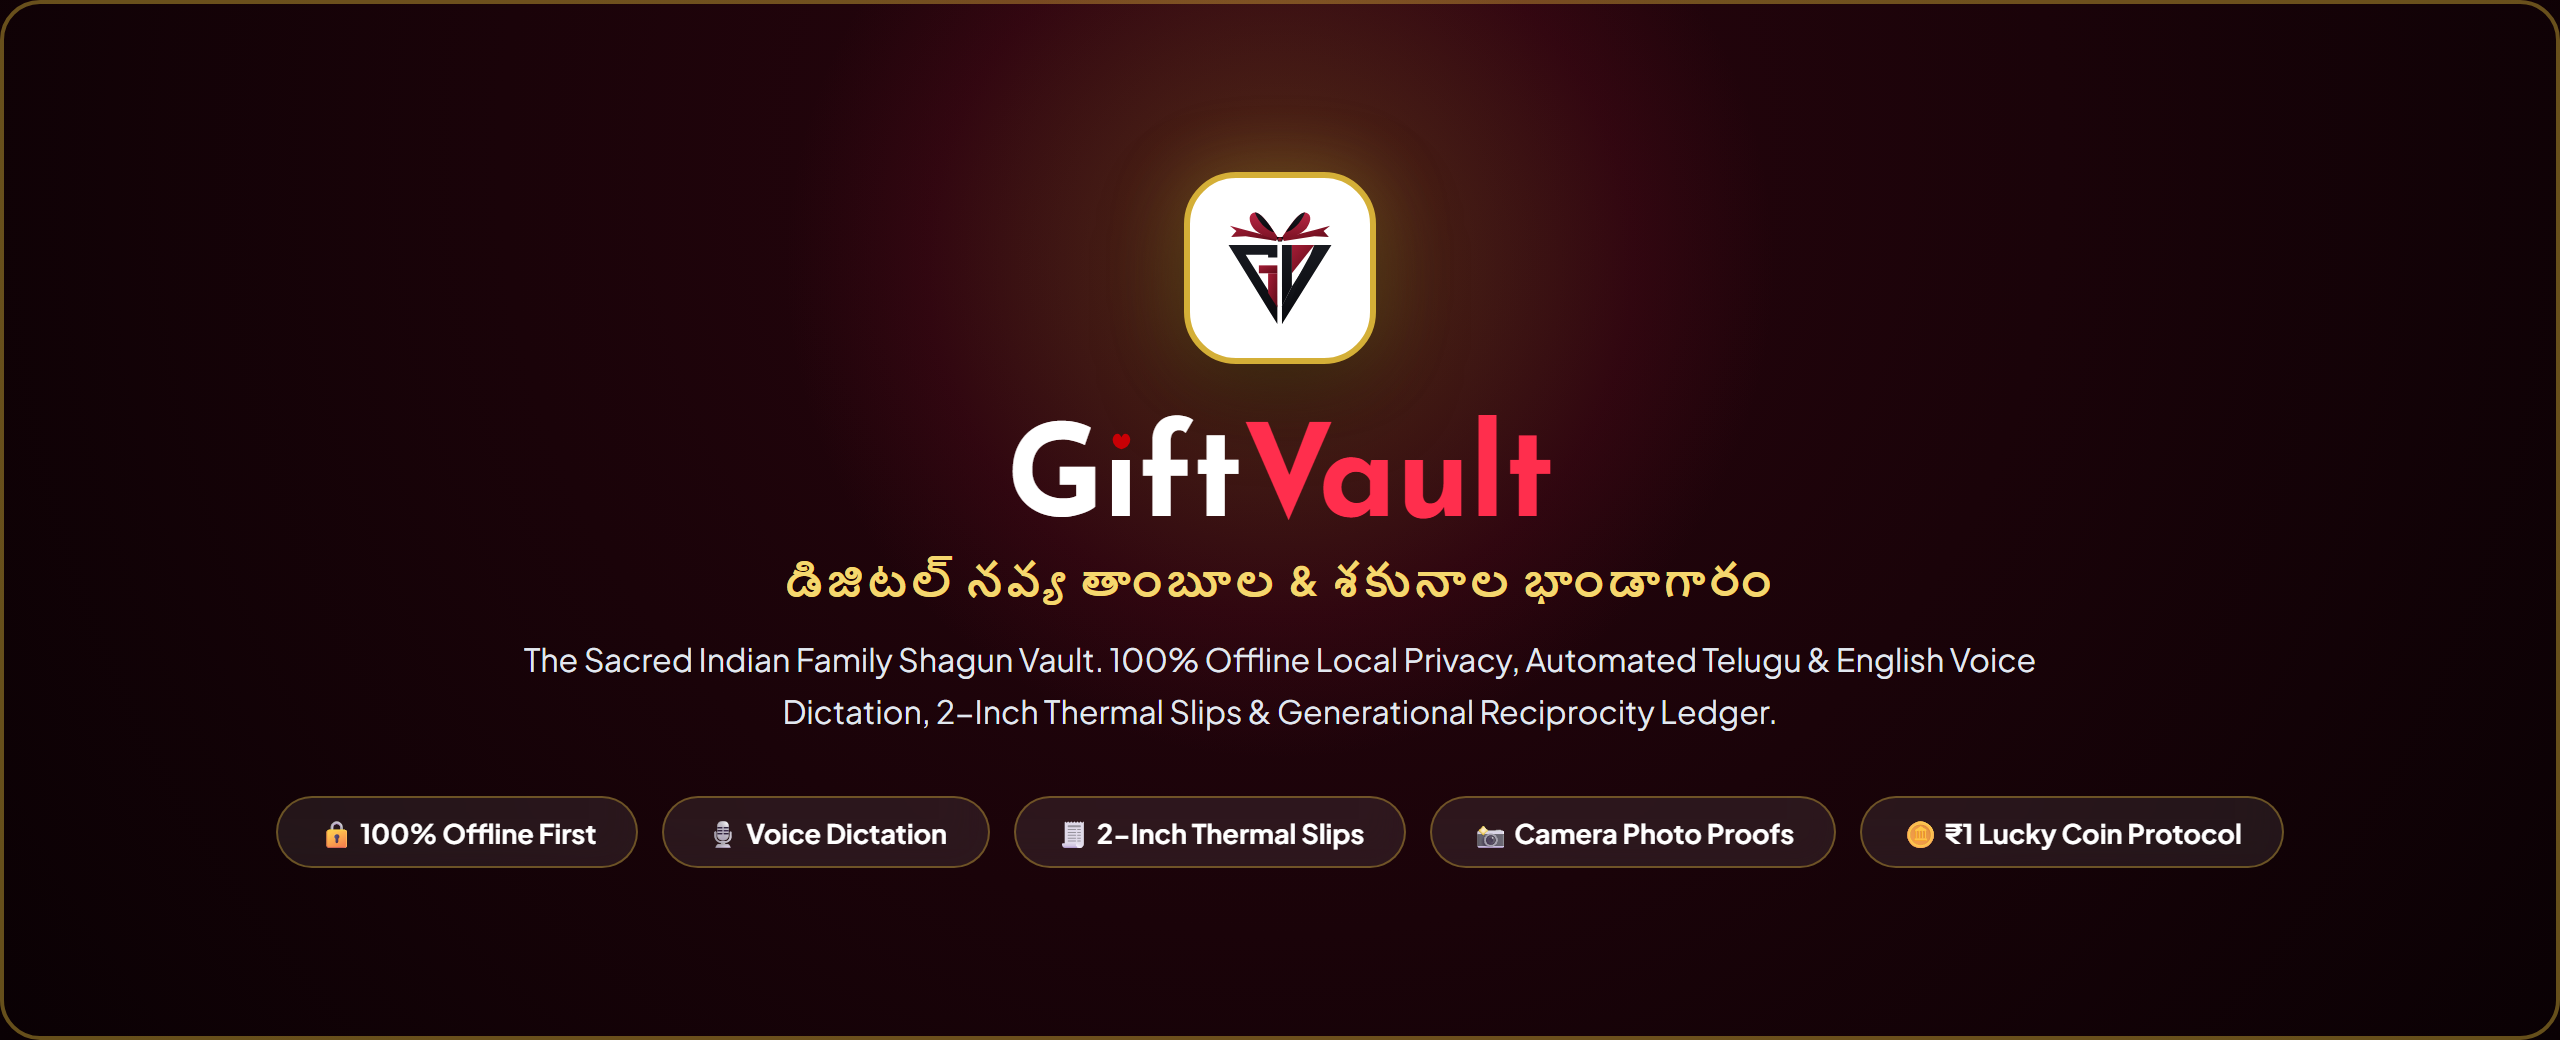 GV
GiftVault
డిజిటల్ నవ్య తాంబూల & శకునాల భాండాగారం
The Sacred Indian Family Shagun Vault. 100% Offline Local Privacy, Automated Telugu & English Voice
Dictation, 2-Inch Thermal Slips & Generational Reciprocity Ledger.
100% Offline First
Voice Dictation
2-Inch Thermal Slips
Camera Photo Proofs
₹1 Lucky Coin Protocol